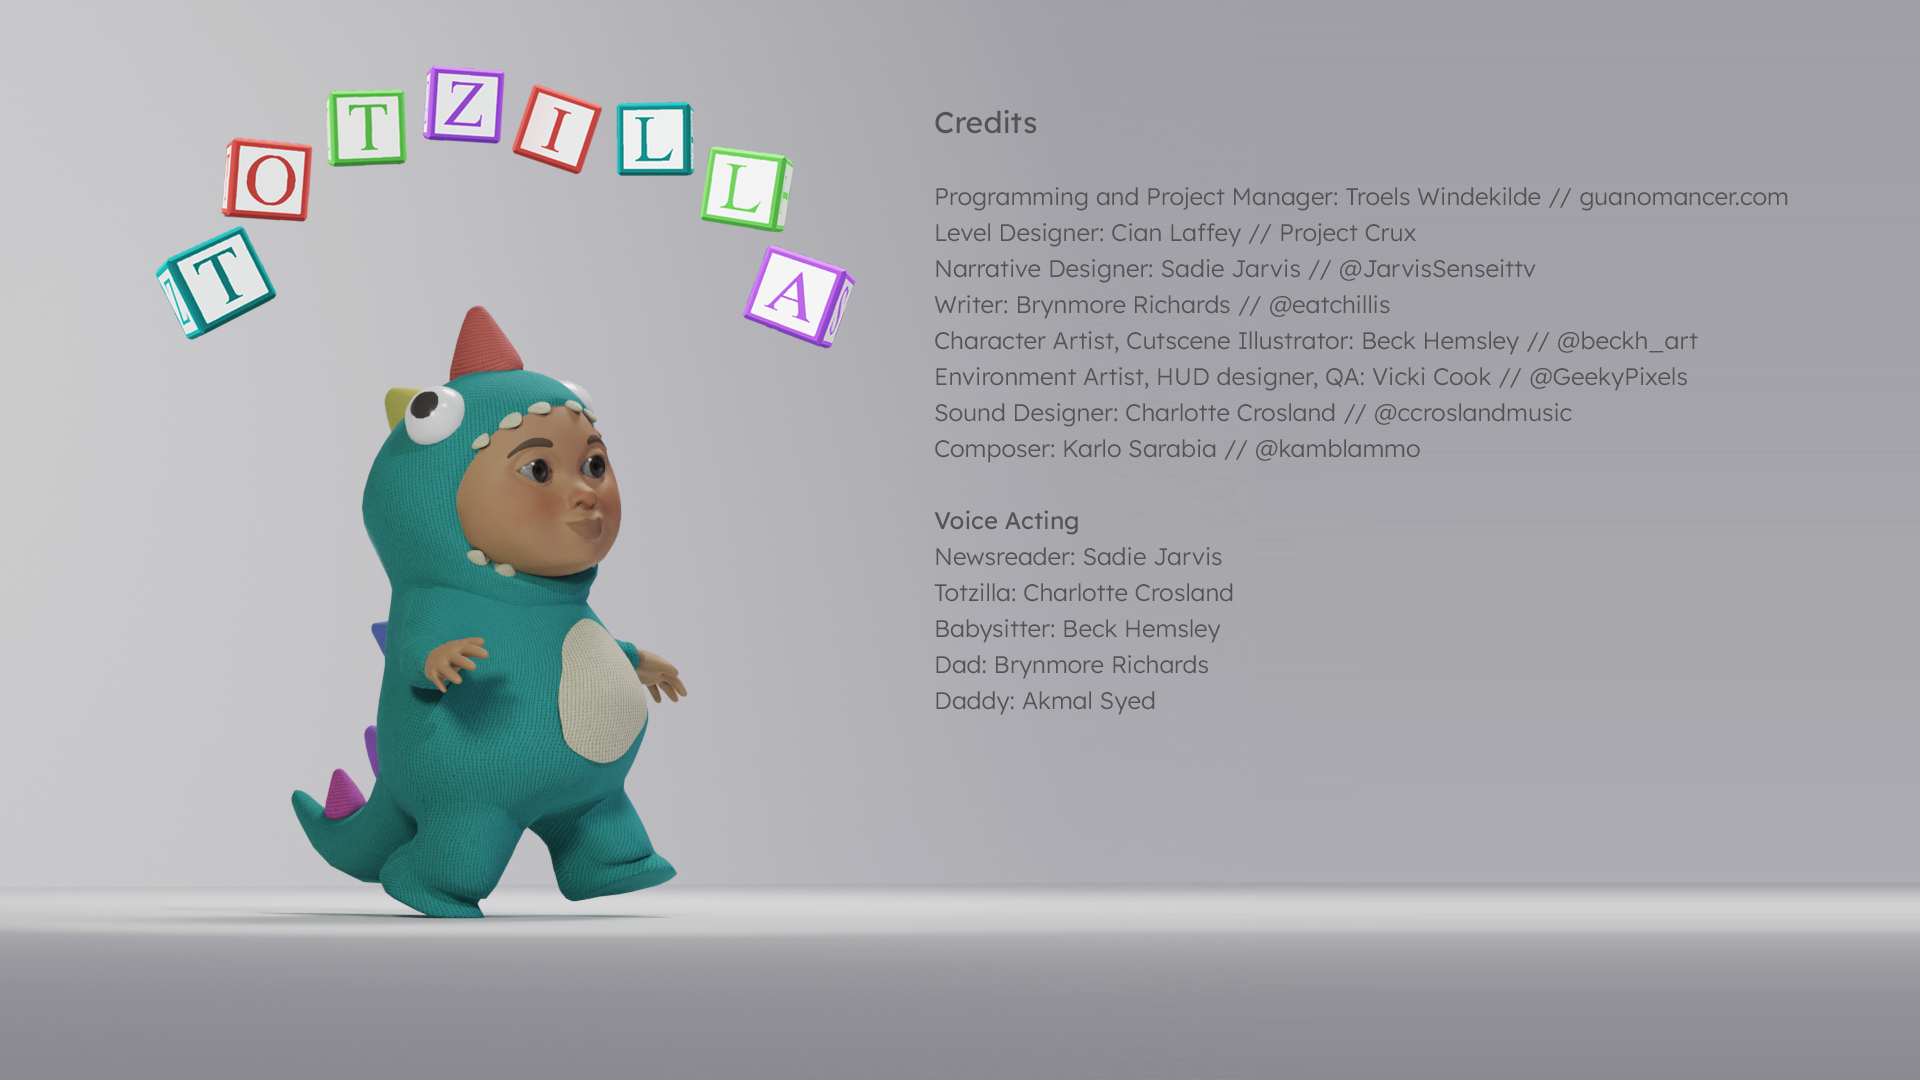 TOTZILLA
Credits
Programming and Project Manager: Troels Windekilde // guanomancer.com
Level Designer: Cian Laffey // Project Crux
Narrative Designer: Sadie Jarvis // @JarvisSenseittv
Writer: Brynmore Richards // @eatchillis
Character Artist, Cutscene Illustrator: Beck Hemsley // @beckh_art
Environment Artist, HUD designer, QA: Vicki Cook // @GeekyPixels
Sound Designer: Charlotte Crosland // @ccroslandmusic
Composer: Karlo Sarabia // @kamblammo
Voice Acting
Newsreader: Sadie Jarvis
Totzilla: Charlotte Crosland
Babysitter: Beck Hemsley
Dad: Brynmore Richards
Daddy: Akmal Syed